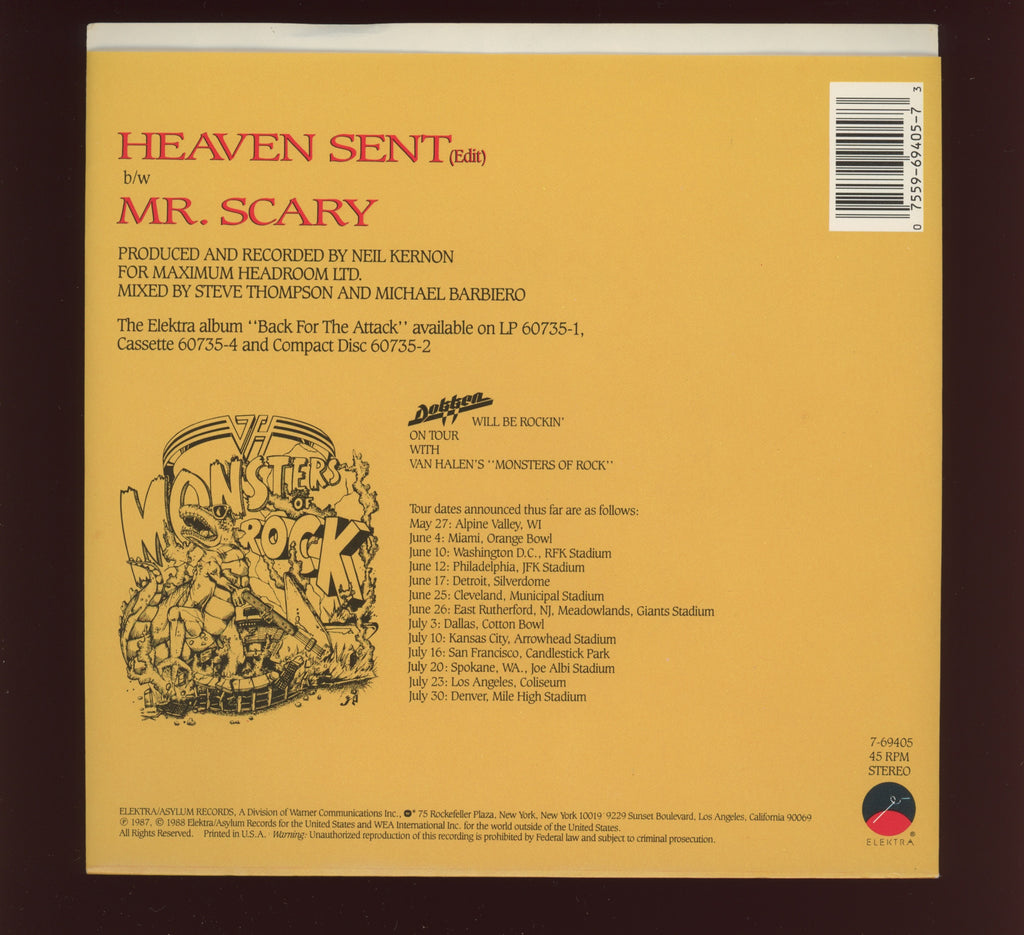 HEAVEN SENT (Edit)
b/w
MR. SCARY
PRODUCED AND RECORDED BY NEIL KERNON
FOR MAXIMUM HEADROOM LTD.
MIXED BY STEVE THOMPSON AND MICHAEL BARBIERO
The Elektra album "Back For The Attack" available on LP 60735-1,
Cassette 60735-4 and Compact Disc 60735-2
0 7559-69405-7 3
VH
MONSTERS
OF
ROCK
Dokken WILL BE ROCKIN'
ON TOUR
WITH
VAN HALEN'S "MONSTERS OF ROCK"
Tour dates announced thus far are as follows:
May 27: Alpine Valley, WI
June 4: Miami, Orange Bowl
June 10: Washington D.C., RFK Stadium
June 12: Philadelphia, JFK Stadium
June 17: Detroit, Silverdome
June 25: Cleveland, Municipal Stadium
June 26: East Rutherford, NJ, Meadowlands, Giants Stadium
July 3: Dallas, Cotton Bowl
July 10: Kansas City, Arrowhead Stadium
July 16: San Francisco, Candlestick Park
July 20: Spokane, WA., Joe Albi Stadium
July 23: Los Angeles, Coliseum
July 30: Denver, Mile High Stadium
7-69405
45 RPM
STEREO
ELEKTRA
ELEKTRA/ASYLUM RECORDS, A Division of Warner Communications Inc., 75 Rockefeller Plaza, New York, New York 10019 · 9229 Sunset Boulevard, Los Angeles, California 90069
℗ 1987, © 1988 Elektra/Asylum Records for the United States and WEA International Inc. for the world outside of the United States.
All Rights Reserved. Printed in U.S.A. · Warning: Unauthorized reproduction of this recording is prohibited by Federal law and subject to criminal prosecution.